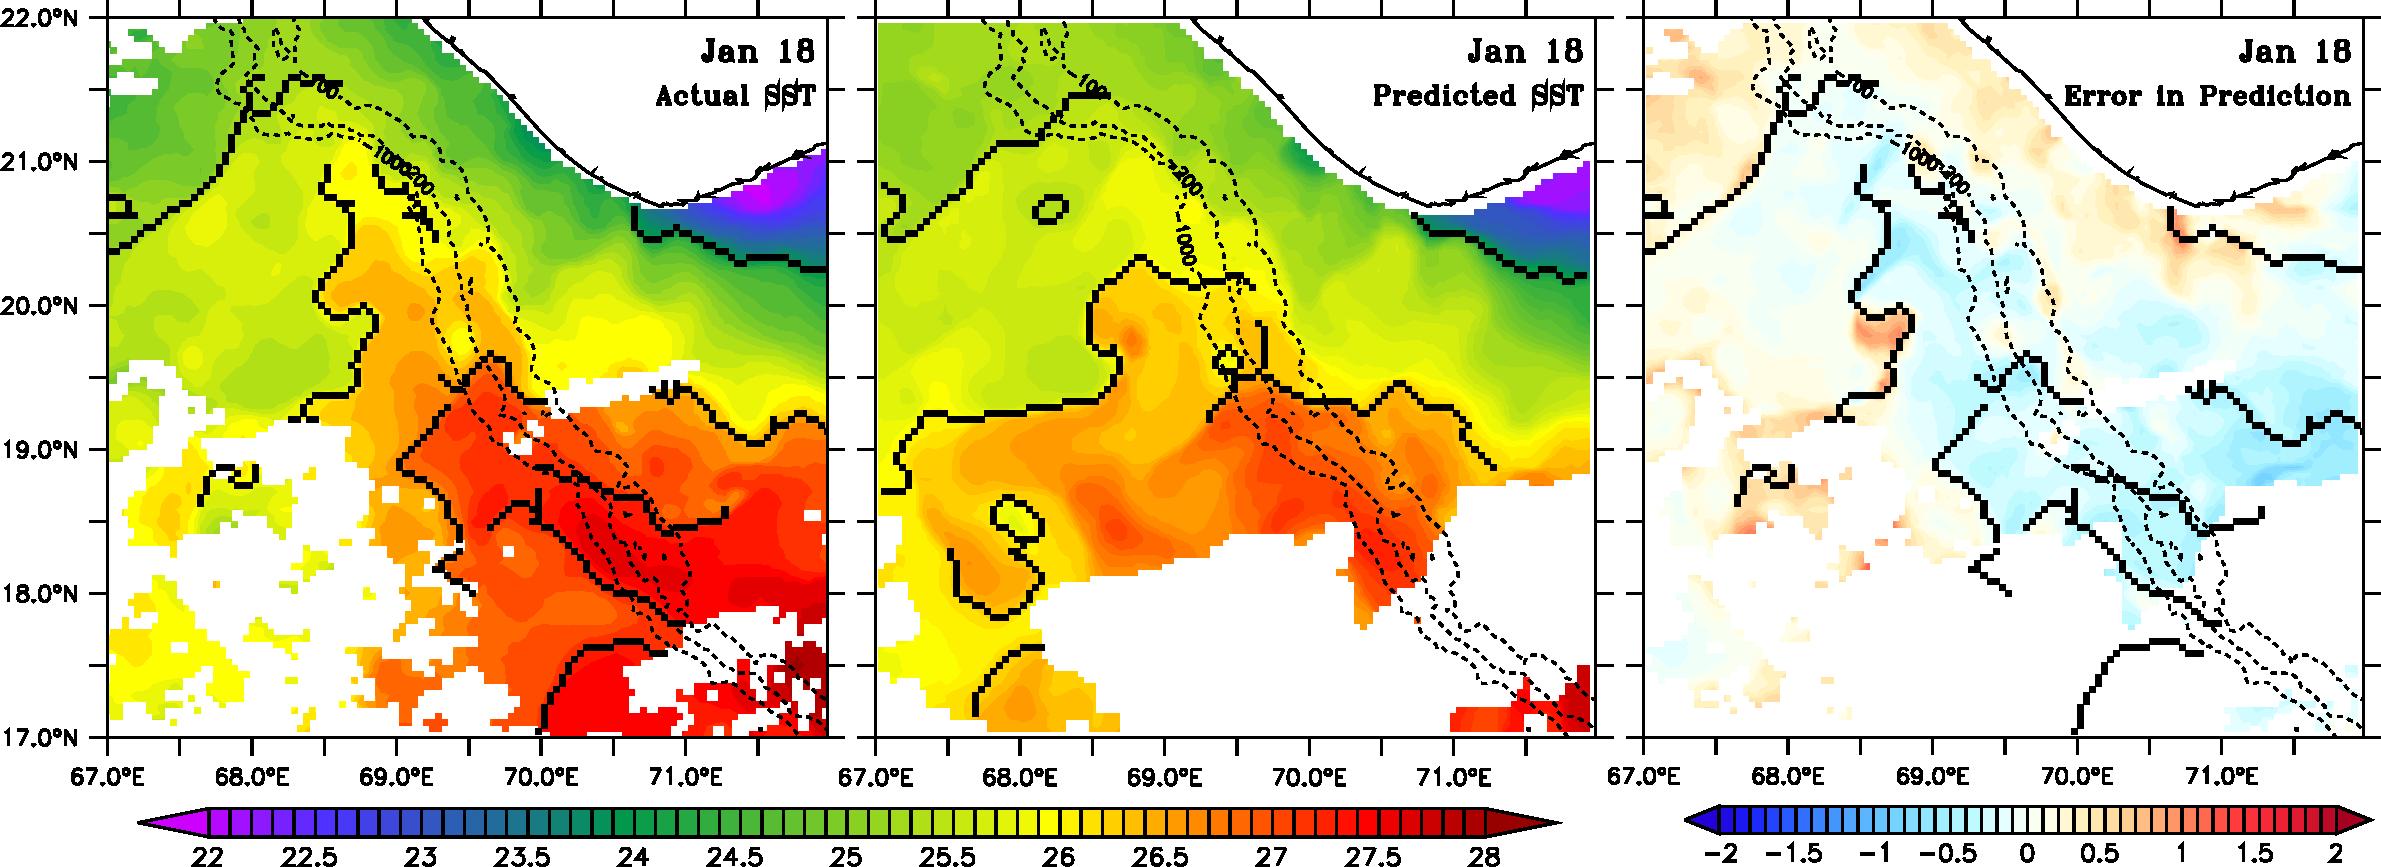 22.0°N
21.0°N
20.0°N
19.0°N
18.0°N
17.0°N
Jan 18
Actual SST
100
1000
200
67.0°E 68.0°E 69.0°E 70.0°E 71.0°E
Jan 18
Predicted SST
100
200
1000
67.0°E 68.0°E 69.0°E 70.0°E 71.0°E
Jan 18
Error in Prediction
1000
200
67.0°E 68.0°E 69.0°E 70.0°E 71.0°E
22 22.5 23 23.5 24 24.5 25 25.5 26 26.5 27 27.5 28
-2 -1.5 -1 -0.5 0 0.5 1 1.5 2